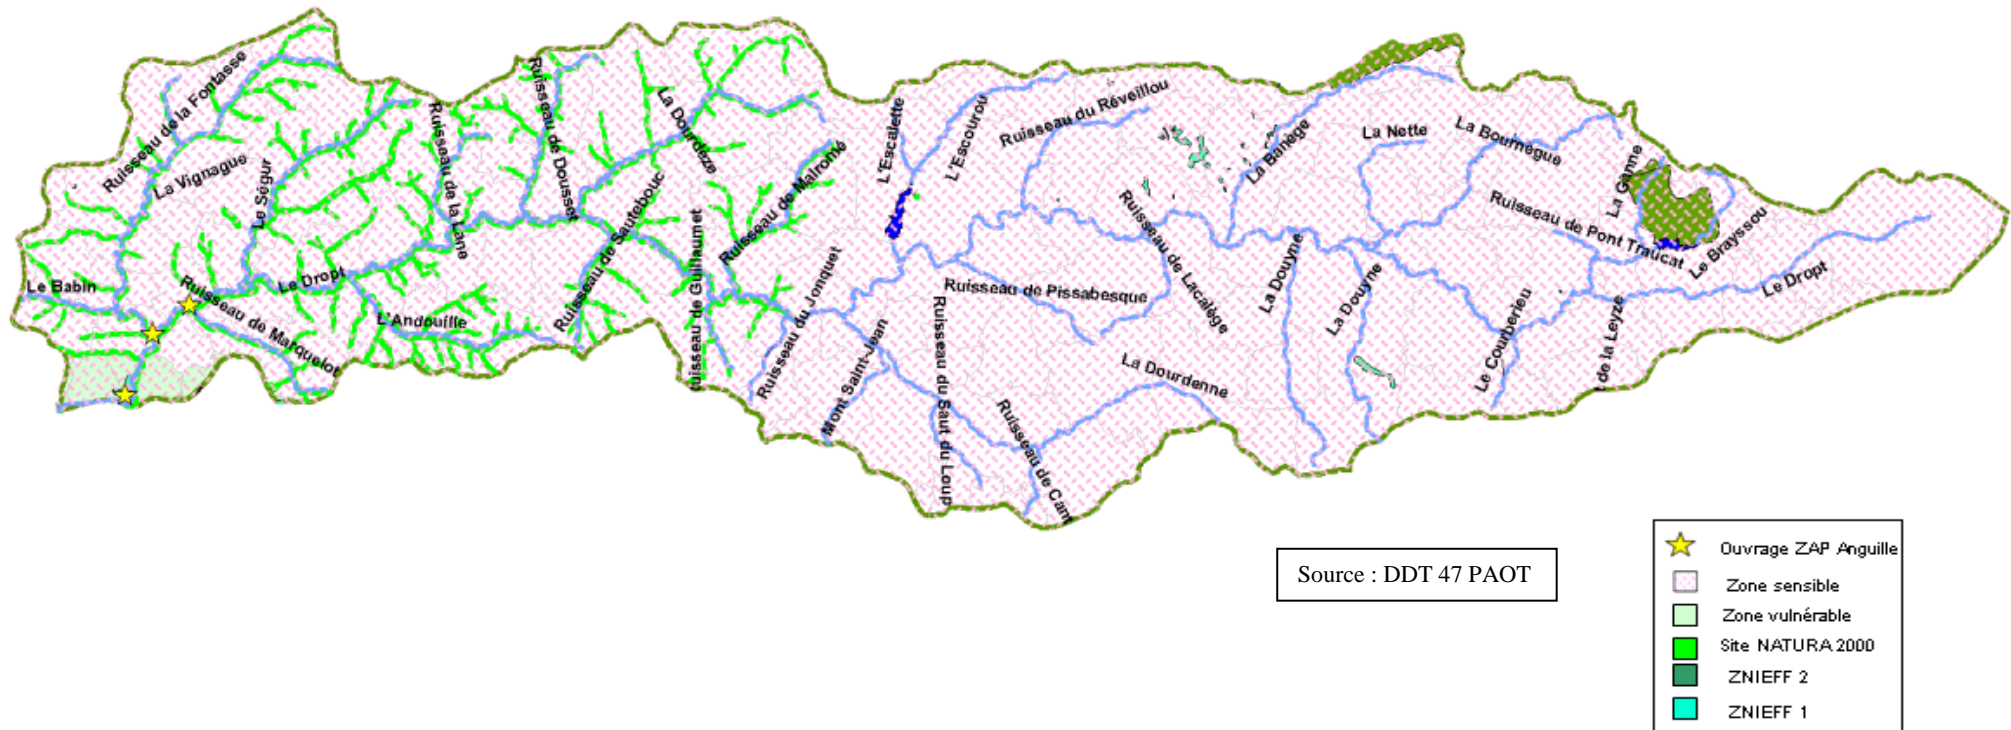 Ruisseau de la Fontasse
La Vignague
Le Ségur
Ruisseau de la Lane
Ruisseau de Dousset
La Dourdèze
Ruisseau de Malromé
L'Escalette
L'Escourou
Ruisseau du Réveillou
La Banège
La Nette
La Bournègue
La Ganne
Ruisseau de Pont Traucat
Le Brayssou
Le Dropt
Le Babin
Ruisseau de Marquelot
Le Dropt
L'Andouille
Ruisseau de Sautebouc
Ruisseau de Guillaumet
Ruisseau du Jonquet
Mont Saint-Jean
Ruisseau de Pissabesque
Ruisseau du Saut du Loup
Ruisseau de Cam
Ruisseau de Lacalège
La Dourdenne
La Douyne
La Douyne
Le Courberieu
de la Leyze
Source : DDT 47 PAOT
Ouvrage ZAP Anguille
Zone sensible
Zone vulnérable
Site NATURA 2000
ZNIEFF 2
ZNIEFF 1